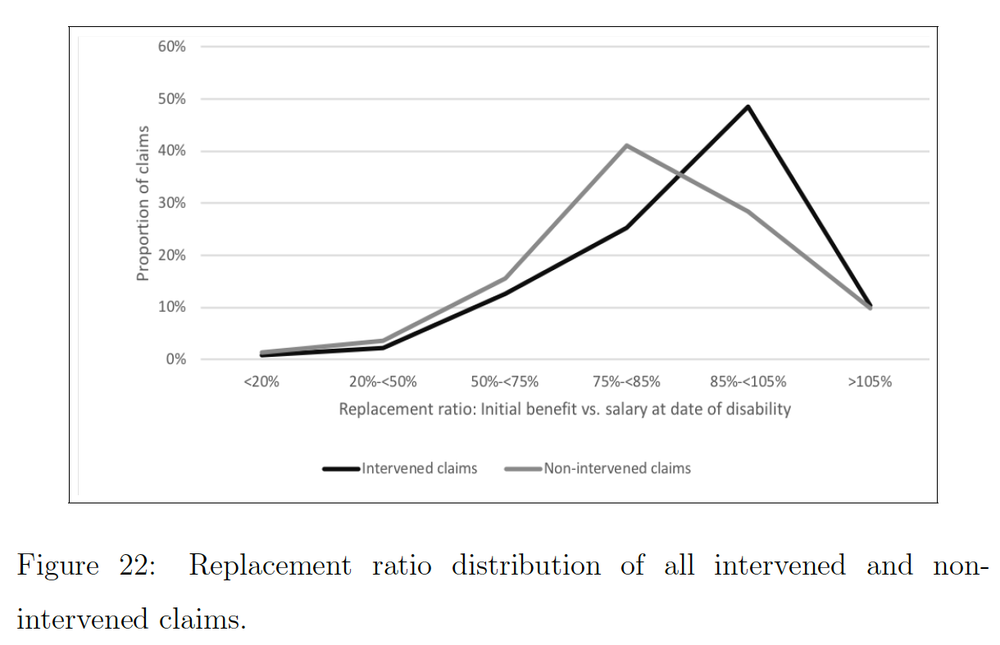 60%
50%
40%
30%
20%
10%
0%
Proportion of claims
<20% 20%-<50% 50%-<75% 75%-<85% 85%-<105% >105%
Replacement ratio: Initial benefit vs. salary at date of disability
Intervened claims Non-intervened claims
Figure 22: Replacement ratio distribution of all intervened and non-
intervened claims.